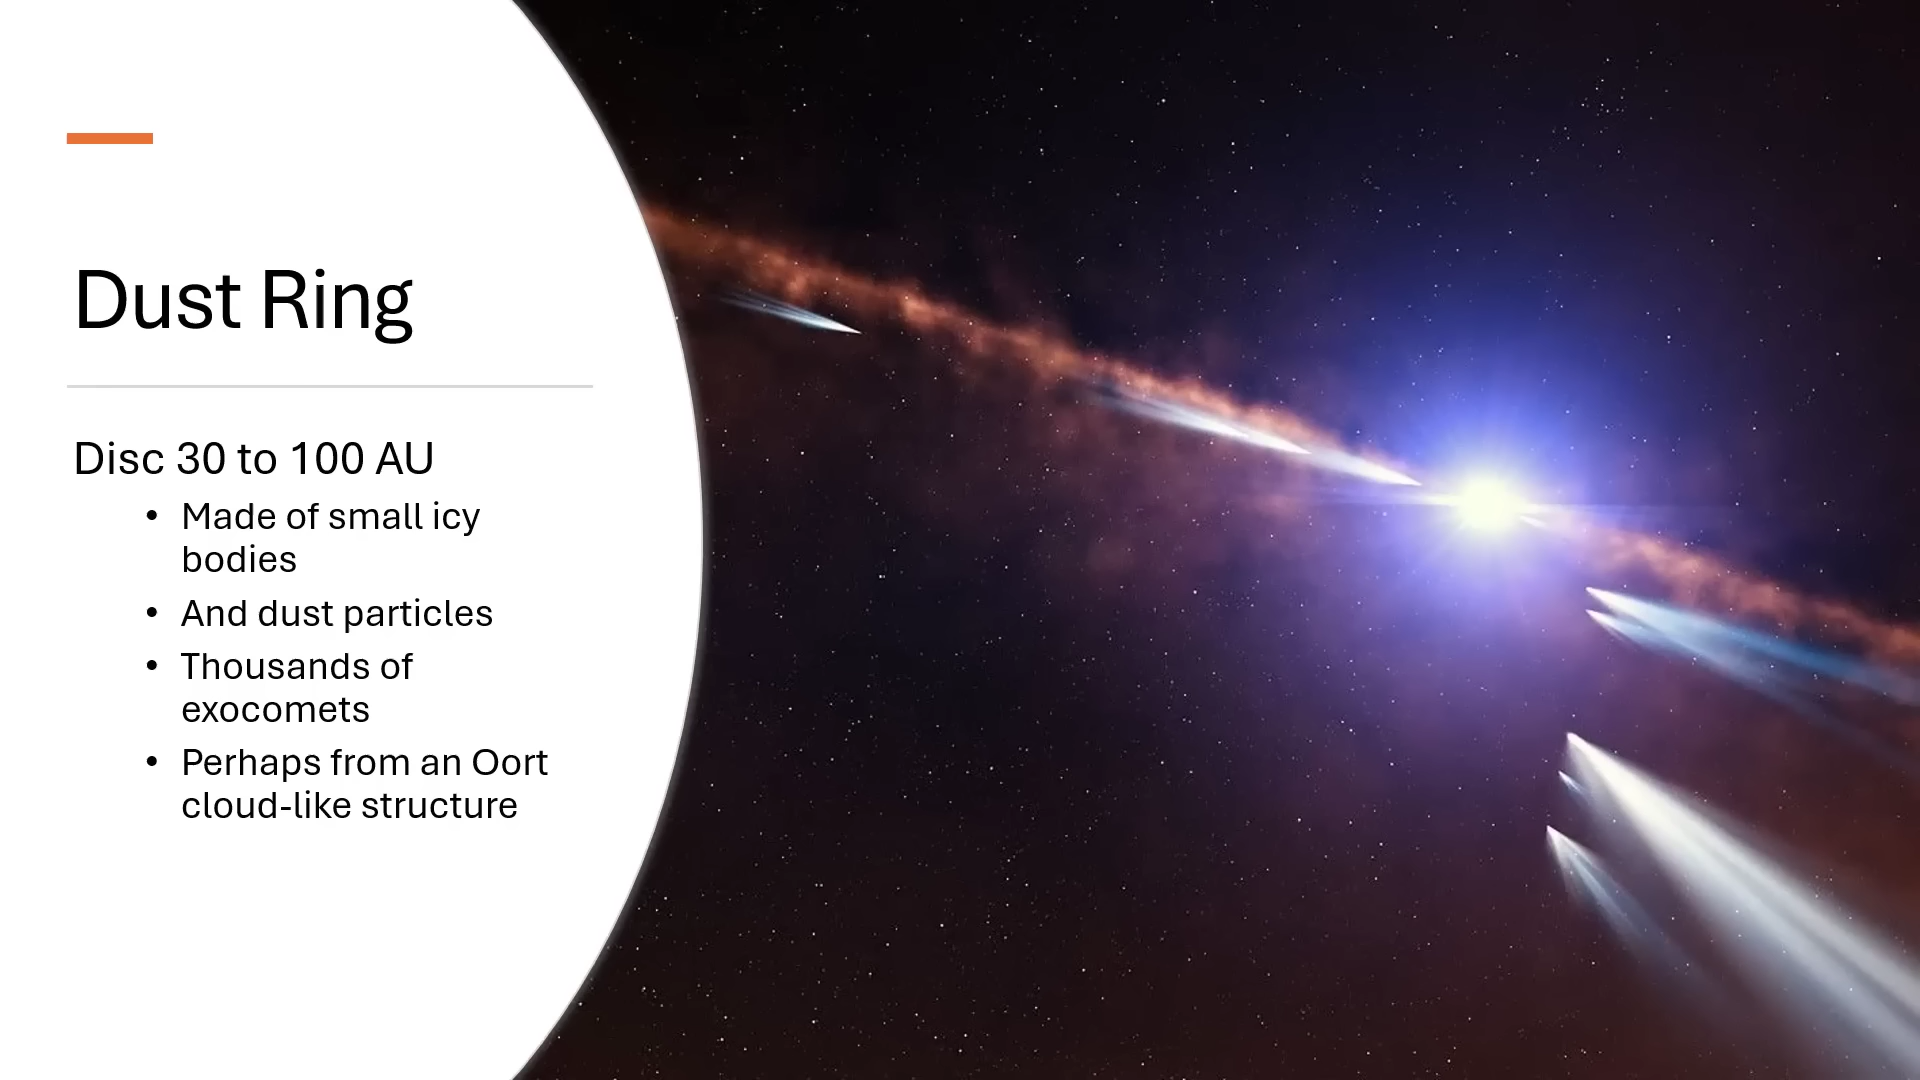 Dust Ring
Disc 30 to 100 AU
• Made of small icy
bodies
• And dust particles
• Thousands of
exocomets
• Perhaps from an Oort
cloud-like structure